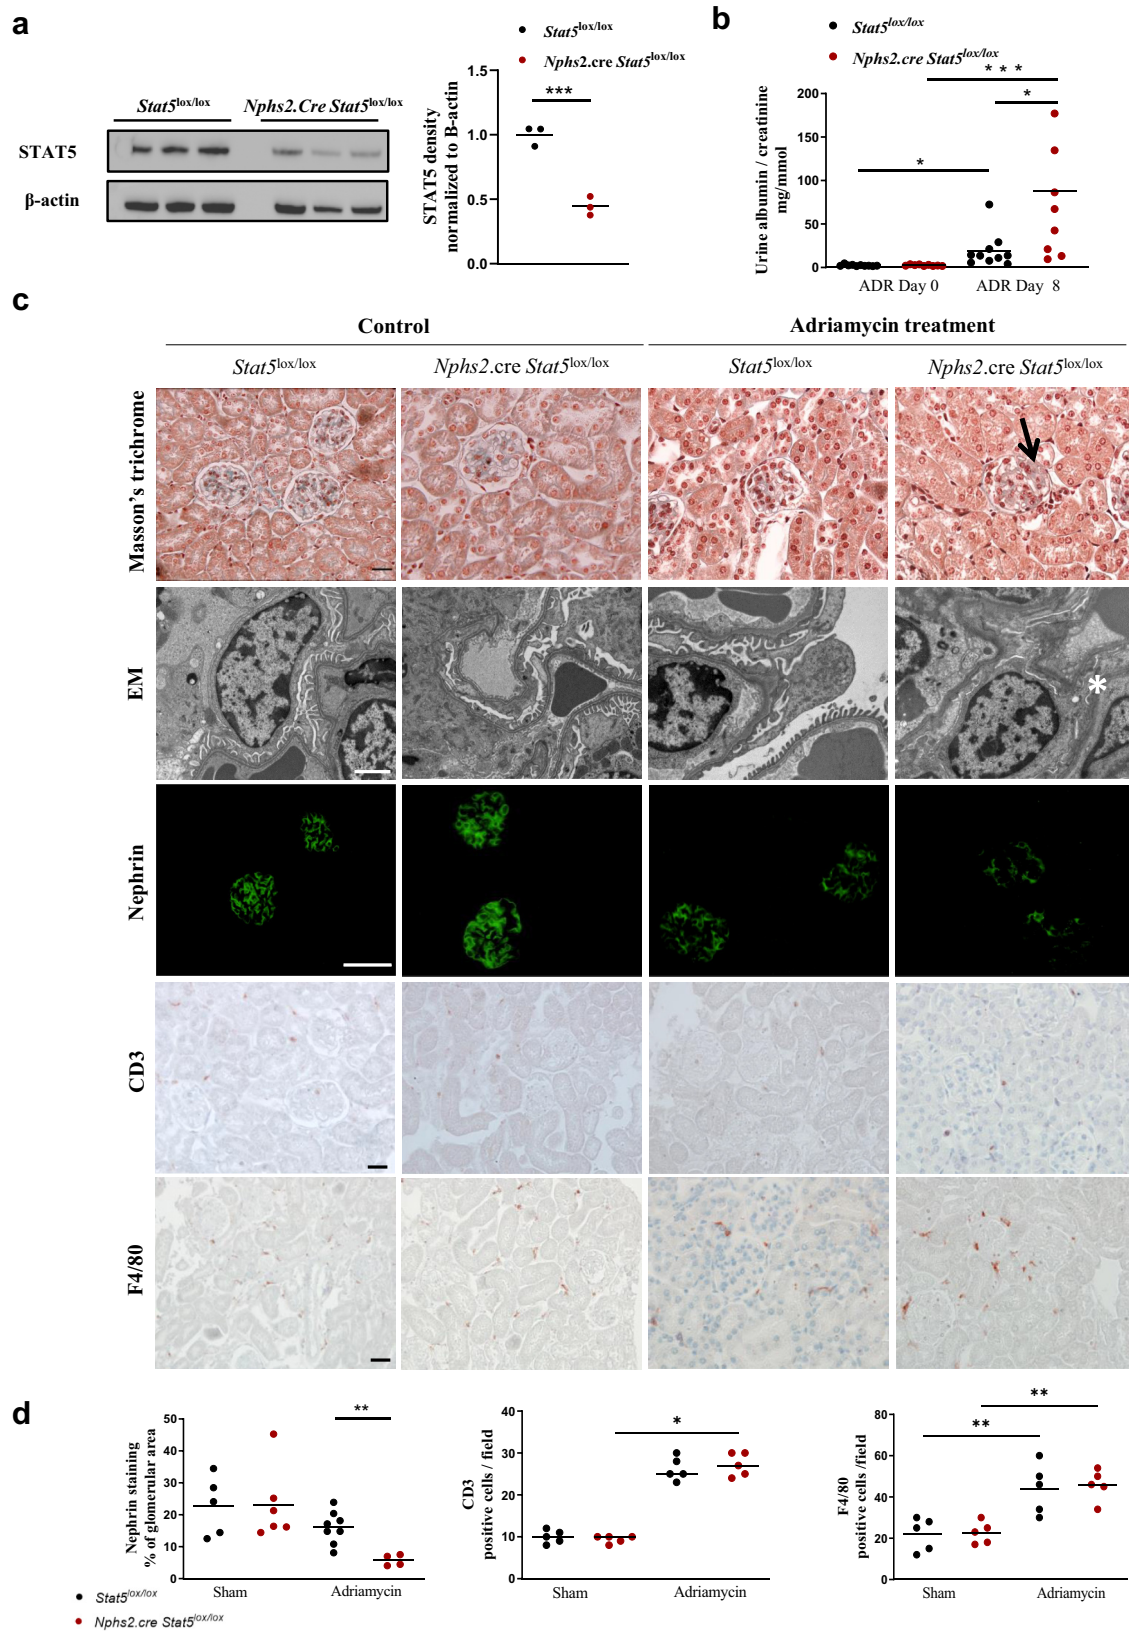 a
Stat5lox/lox
Nphs2.Cre Stat5lox/lox
STAT5
β-actin
Stat5lox/lox
Nphs2.cre Stat5lox/lox
STAT5 density
normalized to B-actin
1.5
1.0
0.5
0.0
***
b
Stat5lox/lox
Nphs2.cre Stat5lox/lox
Urine albumin / creatinine
mg/mmol
200
150
100
50
0
* * *
*
*
ADR Day 0
ADR Day 8
c
Control
Adriamycin treatment
Stat5lox/lox
Nphs2.cre Stat5lox/lox
Stat5lox/lox
Nphs2.cre Stat5lox/lox
Masson's trichrome
EM
*
Nephrin
CD3
F4/80
d
Nephrin staining
% of glomerular area
50
40
30
20
10
0
**
Sham
Adriamycin
CD3
positive cells / field
40
30
20
10
0
*
Sham
Adriamycin
F4/80
positive cells /field
80
60
40
20
0
**
**
Sham
Adriamycin
Stat5lox/lox
Nphs2.cre Stat5lox/lox